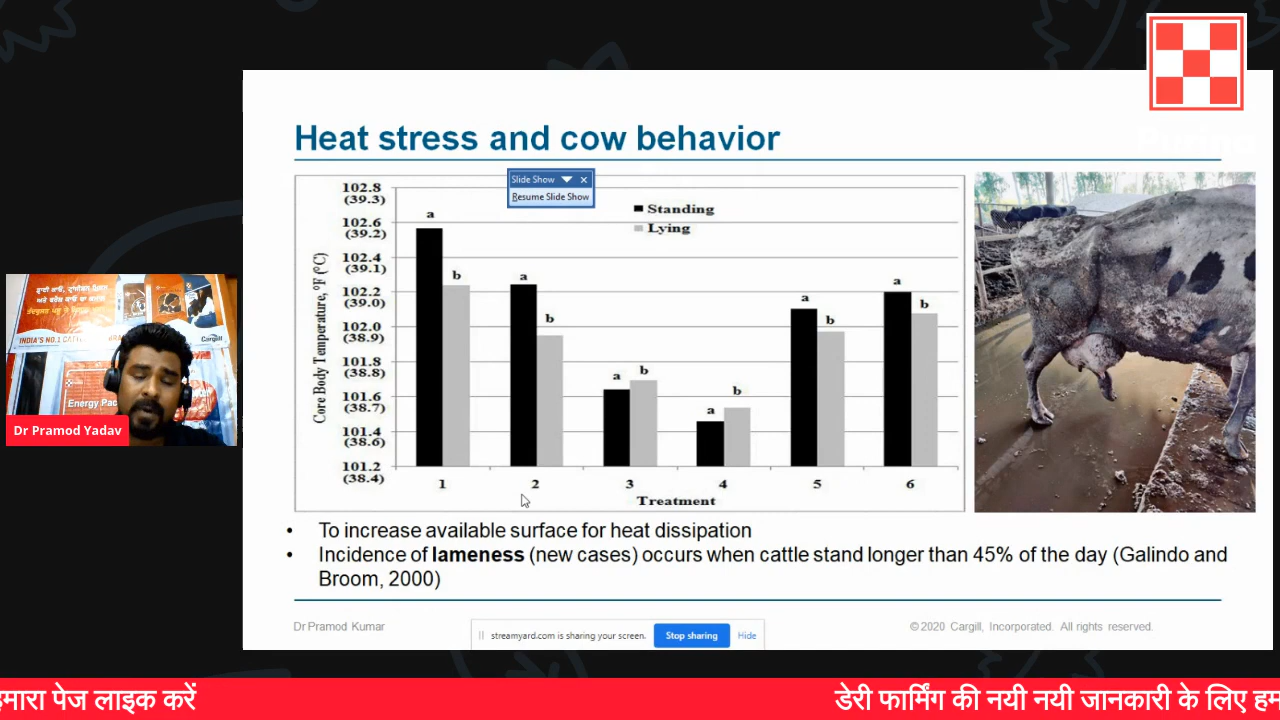 Heat stress and cow behavior
Slide Show
Resume Slide Show
Core Body Temperature, °F (°C)
102.8
(39.3)
102.6
(39.2)
102.4
(39.1)
102.2
(39.0)
102.0
(38.9)
101.8
(38.8)
101.6
(38.7)
101.4
(38.6)
101.2
(38.4)
Standing
Lying
a
b
a
b
a
b
a
b
a
b
a
b
1 2 3 4 5 6
Treatment
INDIA'S NO.1
Cargill
Energy Pac
Dr Pramod Yadav
• To increase available surface for heat dissipation
• Incidence of lameness (new cases) occurs when cattle stand longer than 45% of the day (Galindo and
Broom, 2000)
Dr Pramod Kumar
© 2020 Cargill, Incorporated. All rights reserved.
streamyard.com is sharing your screen. Stop sharing Hide
हमारा पेज लाइक करें
डेरी फार्मिंग की नयी नयी जानकारी के लिए हम